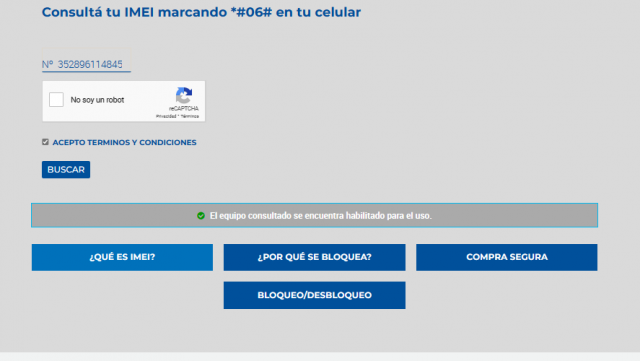 Consultá tu IMEI marcando *#06# en tu celular
Nº 352896114845
No soy un robot
reCAPTCHA
Privacidad - Términos
ACEPTO TERMINOS Y CONDICIONES
BUSCAR
El equipo consultado se encuentra habilitado para el uso.
¿QUÉ ES IMEI?
¿POR QUÉ SE BLOQUEA?
COMPRA SEGURA
BLOQUEO/DESBLOQUEO